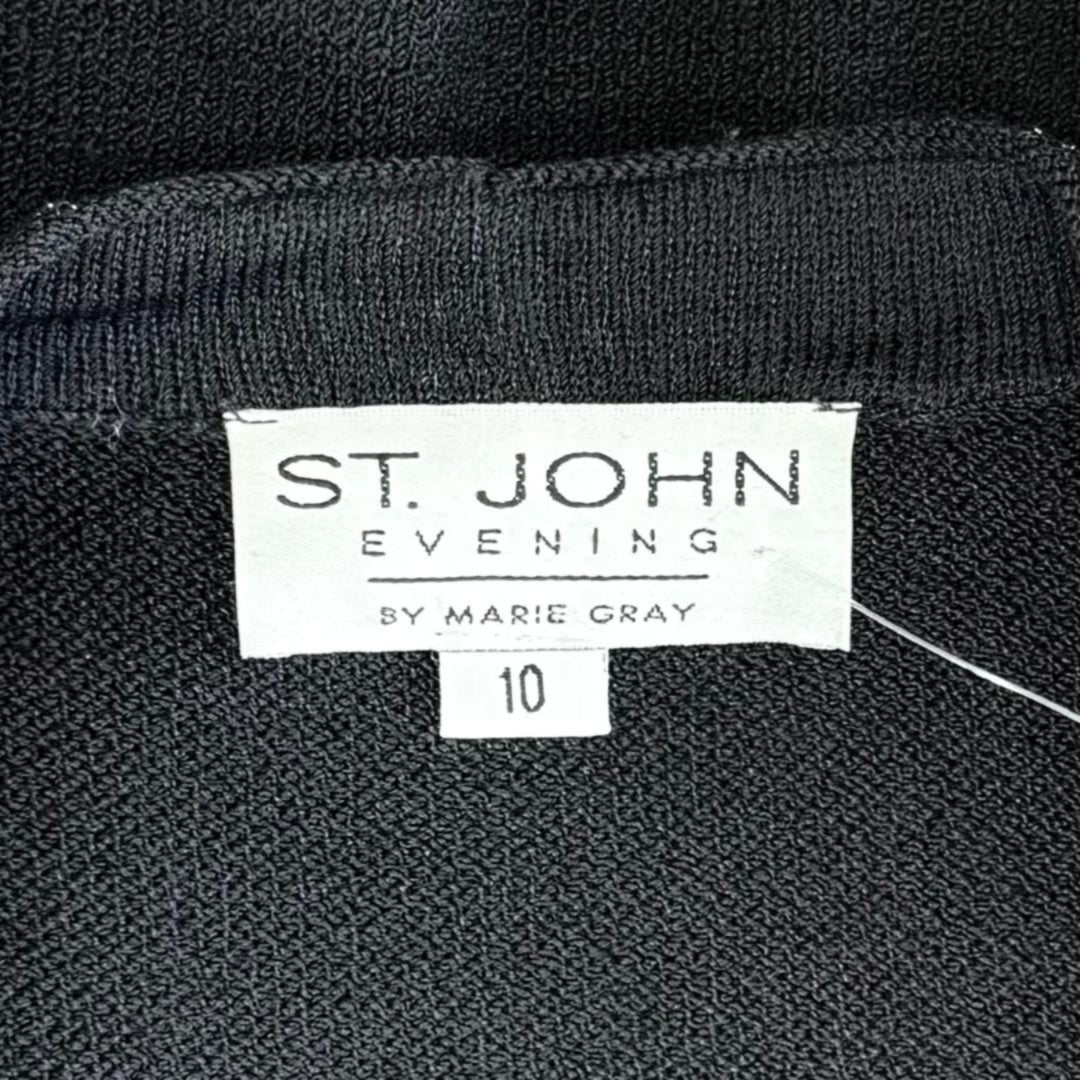 ST. JOHN
EVENING
BY MARIE GRAY
10